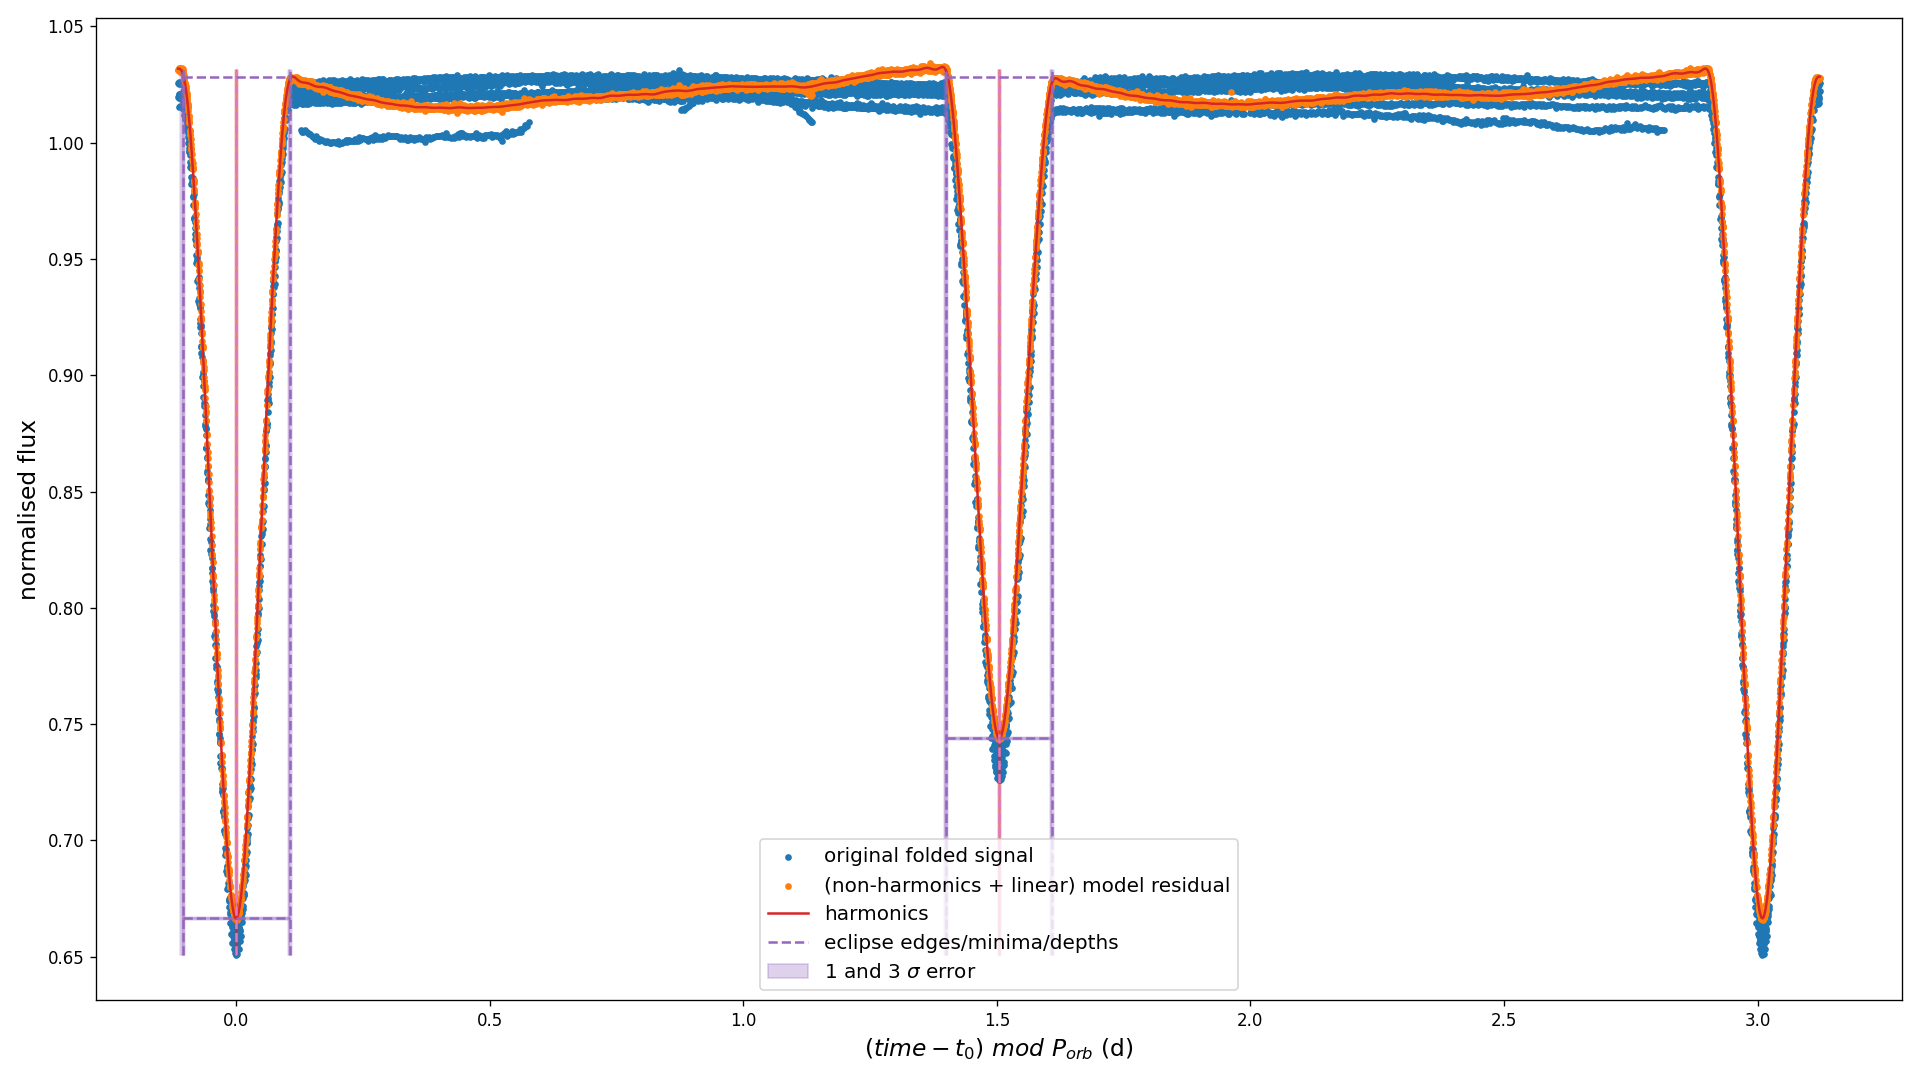 1.05
1.00
0.95
0.90
0.85
0.80
0.75
0.70
0.65
normalised flux
original folded signal
(non-harmonics + linear) model residual
harmonics
eclipse edges/minima/depths
1 and 3 σ error
0.0 0.5 1.0 1.5 2.0 2.5 3.0
(time − t₀) mod Pₒᵣb (d)